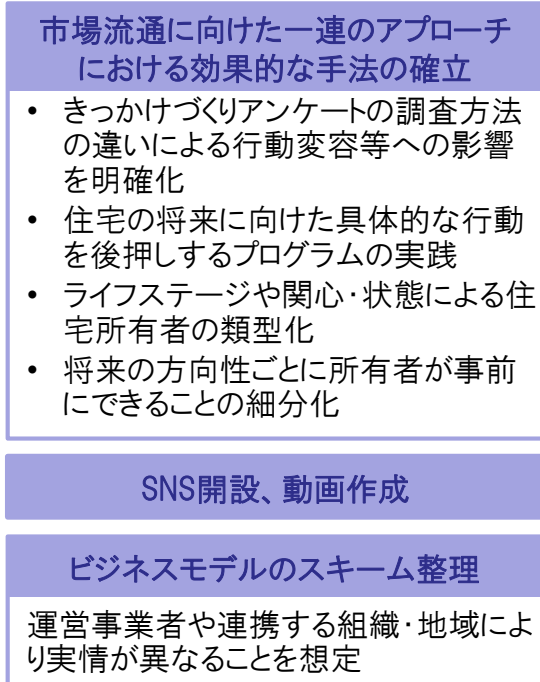 市場流通に向けた一連のアプローチ
における効果的な手法の確立
• きっかけづくりアンケートの調査方法
の違いによる行動変容等への影響
を明確化
• 住宅の将来に向けた具体的な行動
を後押しするプログラムの実践
• ライフステージや関心・状態による住
宅所有者の類型化
• 将来の方向性ごとに所有者が事前
にできることの細分化
SNS開設、動画作成
ビジネスモデルのスキーム整理
運営事業者や連携する組織・地域によ
り実情が異なることを想定